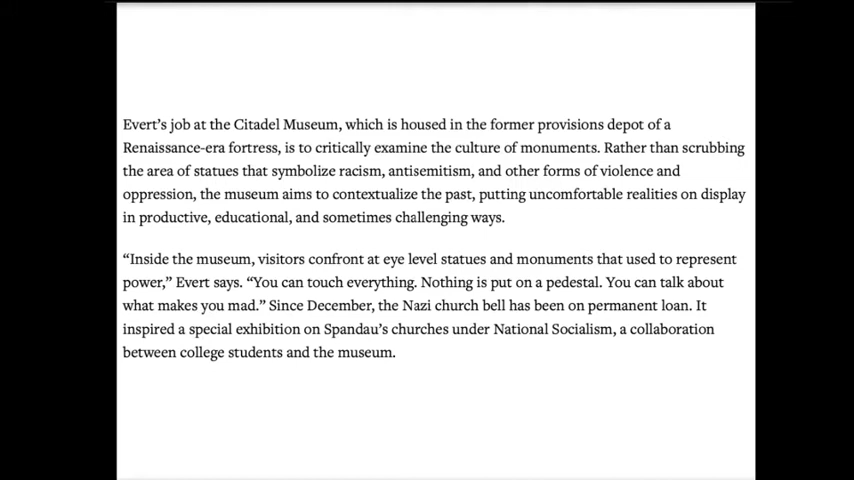 Evert’s job at the Citadel Museum, which is housed in the former provisions depot of a
Renaissance-era fortress, is to critically examine the culture of monuments. Rather than scrubbing
the area of statues that symbolize racism, antisemitism, and other forms of violence and
oppression, the museum aims to contextualize the past, putting uncomfortable realities on display
in productive, educational, and sometimes challenging ways.
“Inside the museum, visitors confront at eye level statues and monuments that used to represent
power,” Evert says. “You can touch everything. Nothing is put on a pedestal. You can talk about
what makes you mad.” Since December, the Nazi church bell has been on permanent loan. It
inspired a special exhibition on Spandau’s churches under National Socialism, a collaboration
between college students and the museum.